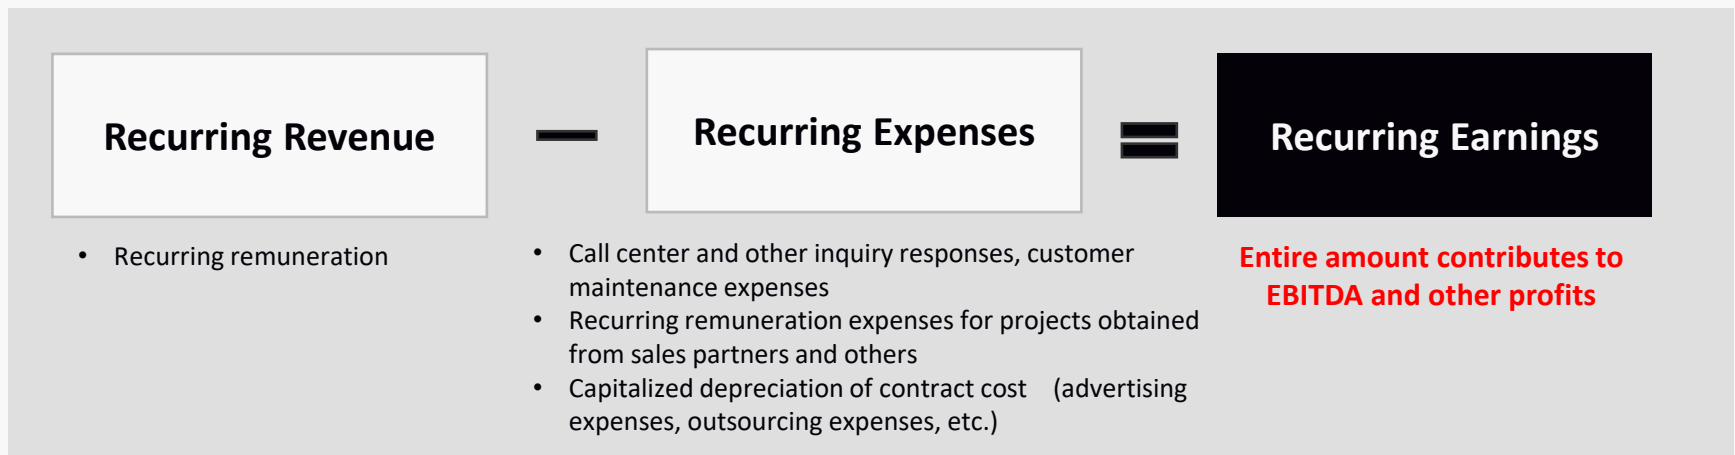 Recurring Revenue
Recurring Expenses
Recurring Earnings
• Recurring remuneration
• Call center and other inquiry responses, customer
maintenance expenses
• Recurring remuneration expenses for projects obtained
from sales partners and others
• Capitalized depreciation of contract cost (advertising
expenses, outsourcing expenses, etc.)
Entire amount contributes to
EBITDA and other profits